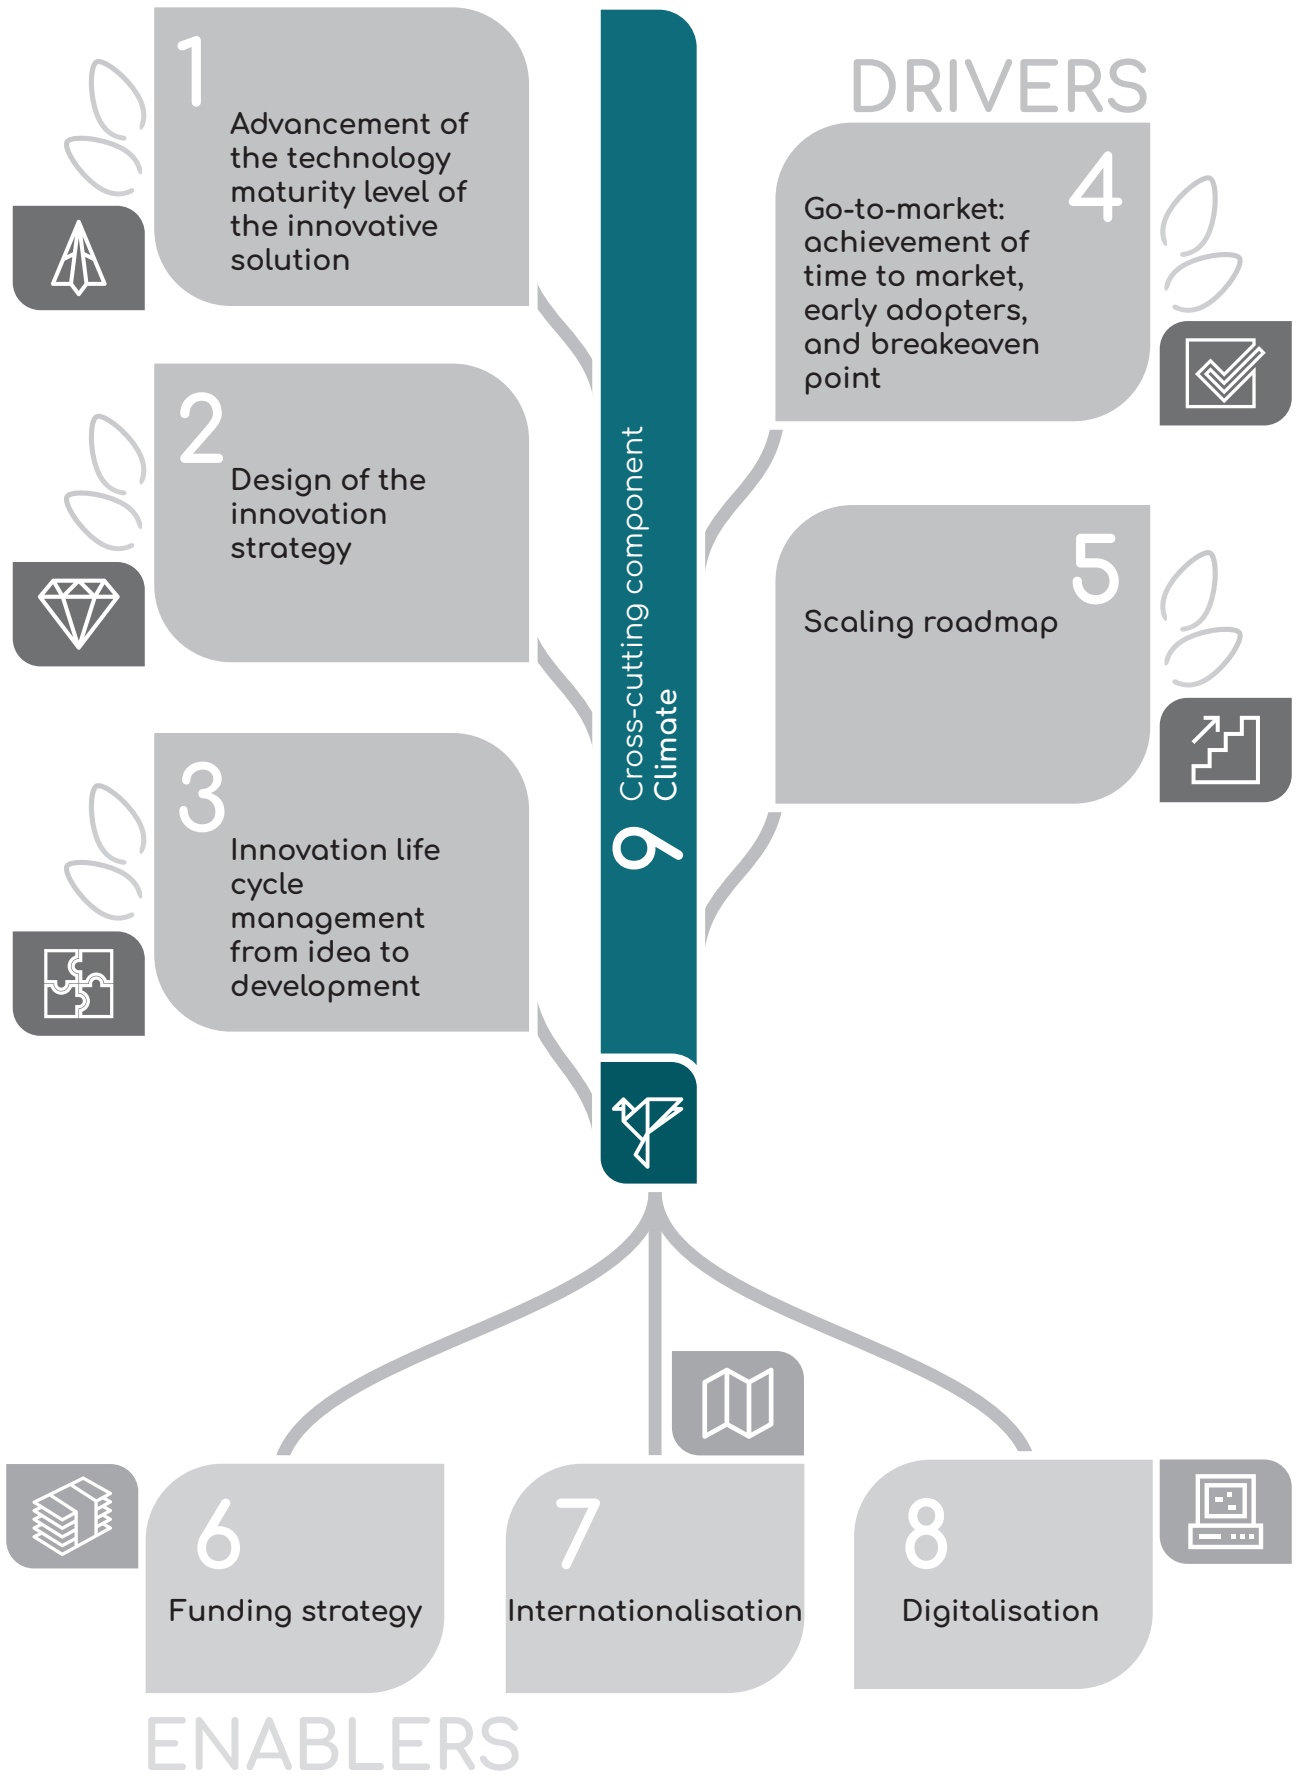 1
Advancement of
the technology
maturity level of
the innovative
solution
2
Design of the
innovation
strategy
3
Innovation life
cycle
management
from idea to
development
9
Cross-cutting component
Climate
DRIVERS
4
Go-to-market:
achievement of
time to market,
early adopters,
and breakeaven
point
5
Scaling roadmap
6
Funding strategy
7
Internationalisation
8
Digitalisation
ENABLERS